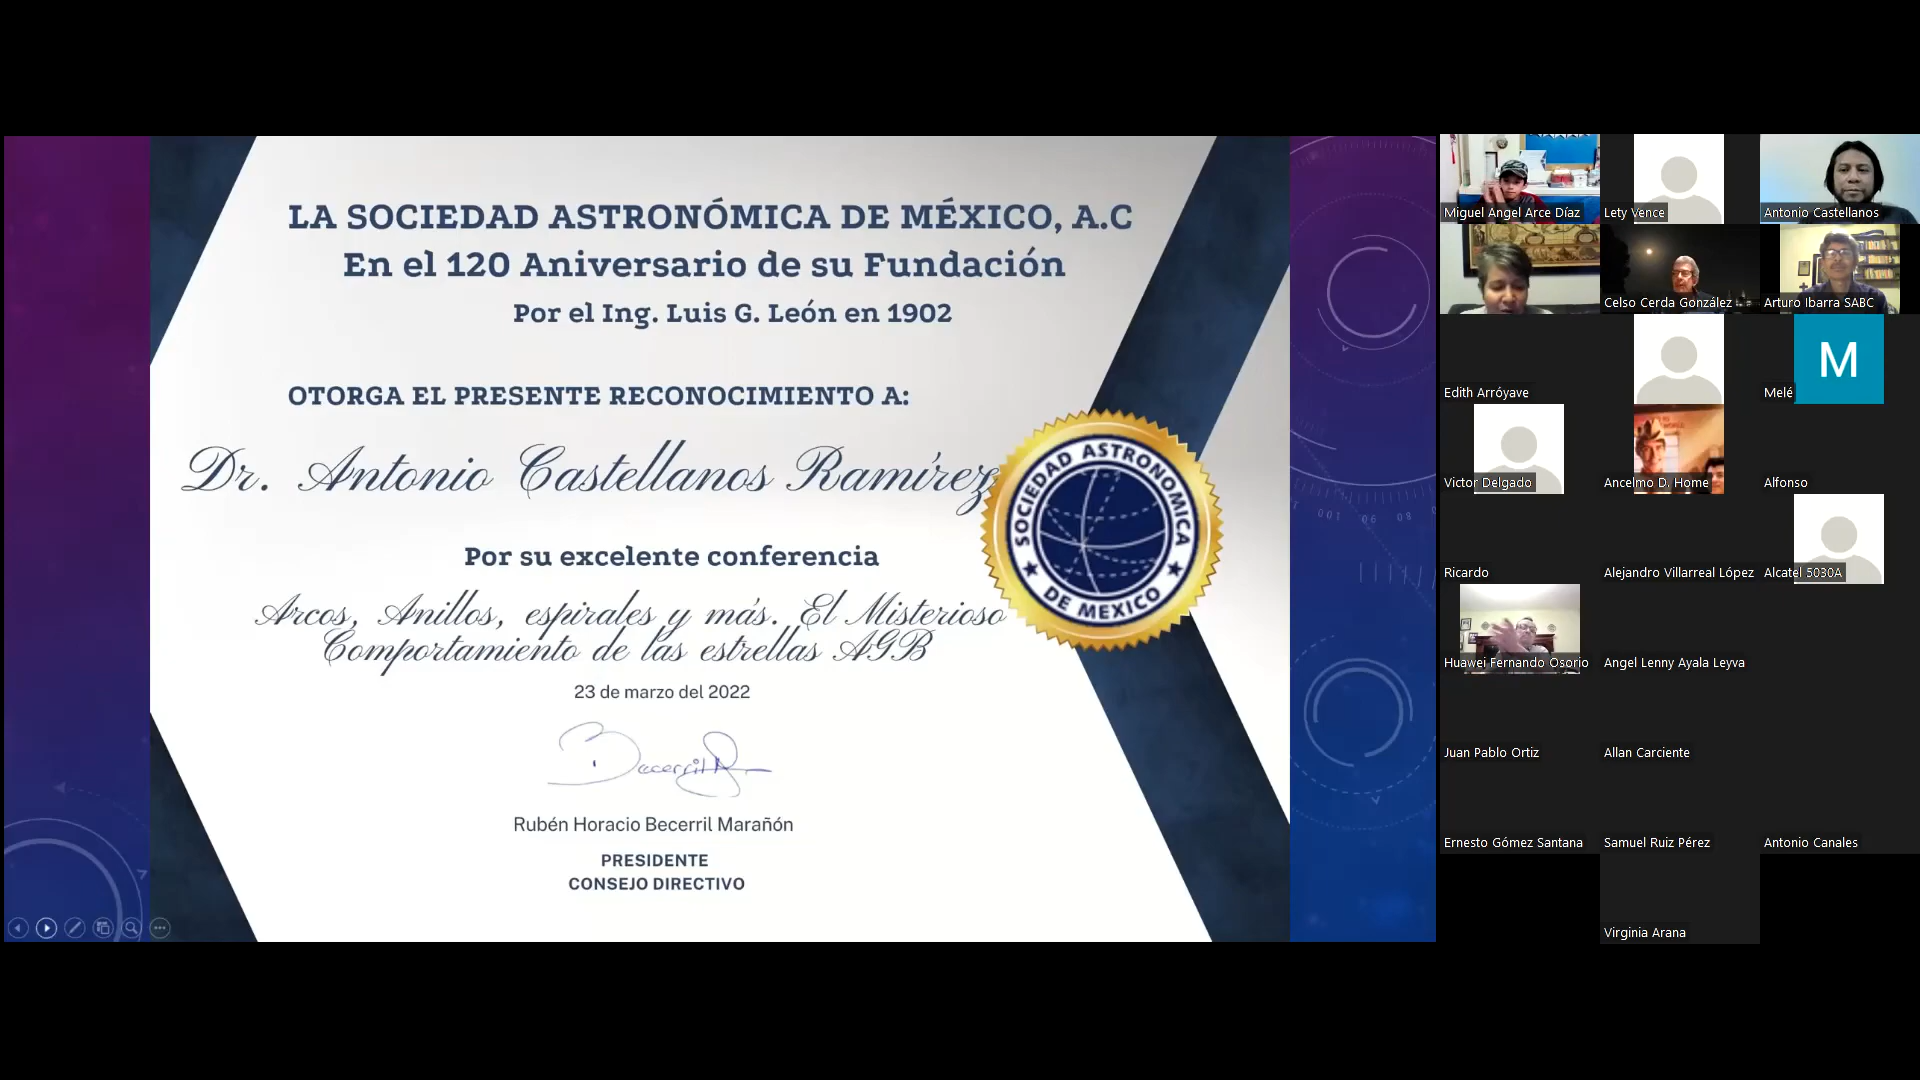 LA SOCIEDAD ASTRONÓMICA DE MÉXICO, A.C
En el 120 Aniversario de su Fundación
Por el Ing. Luis G. León en 1902
OTORGA EL PRESENTE RECONOCIMIENTO A:
Dr. Antonio Castellanos Ramírez
SOCIEDAD ASTRONOMICA
DE MEXICO
Por su excelente conferencia
Arcos, Anillos, espirales y más. El Misterioso
Comportamiento de las estrellas AGB
23 de marzo del 2022
Rubén Horacio Becerril Marañón
PRESIDENTE
CONSEJO DIRECTIVO
Miguel Angel Arce Díaz
Lety Vence
Antonio Castellanos
Celso Cerda González
Arturo Ibarra SABC
Edith Arróyave
Melé
M
Victor Delgado
Ancelmo D. Home
Alfonso
Ricardo
Alejandro Villarreal López
Alcatel 5030A
Huawei Fernando Osorio
Angel Lenny Ayala Leyva
Juan Pablo Ortiz
Allan Carciente
Ernesto Gómez Santana
Samuel Ruiz Pérez
Antonio Canales
Virginia Arana